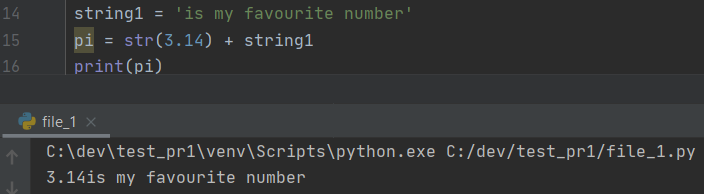 14 string1 = 'is my favourite number'
15 pi = str(3.14) + string1
16 print(pi)
file_1 ×
C:\dev\test_pr1\venv\Scripts\python.exe C:/dev/test_pr1/file_1.py
3.14is my favourite number